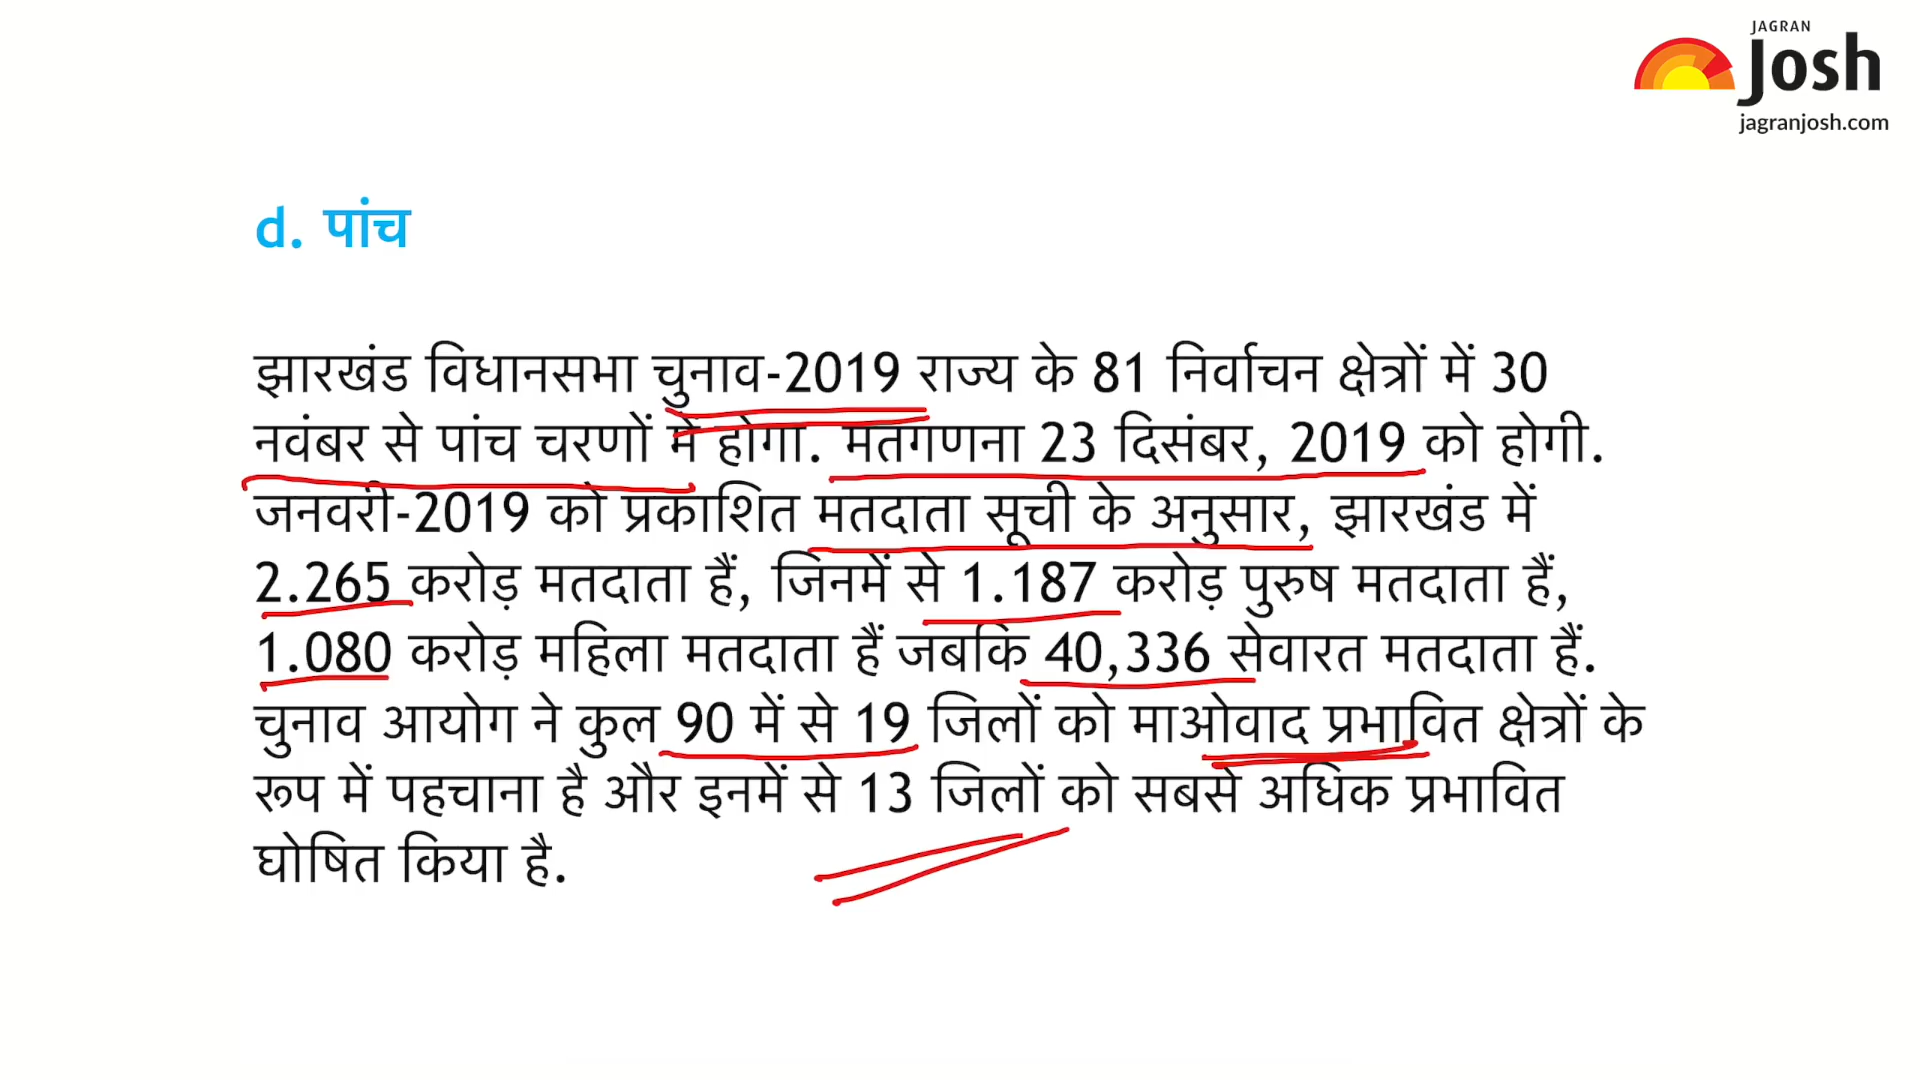 JAGRAN
Josh
jagranjosh.com
d. पांच
झारखंड विधानसभा चुनाव-2019 राज्य के 81 निर्वाचन क्षेत्रों में 30
नवंबर से पांच चरणों में होगा. मतगणना 23 दिसंबर, 2019 को होगी.
जनवरी-2019 को प्रकाशित मतदाता सूची के अनुसार, झारखंड में
2.265 करोड़ मतदाता हैं, जिनमें से 1.187 करोड़ पुरुष मतदाता हैं,
1.080 करोड़ महिला मतदाता हैं जबकि 40,336 सेवारत मतदाता हैं.
चुनाव आयोग ने कुल 90 में से 19 जिलों को माओवाद प्रभावित क्षेत्रों के
रूप में पहचाना है और इनमें से 13 जिलों को सबसे अधिक प्रभावित
घोषित किया है.